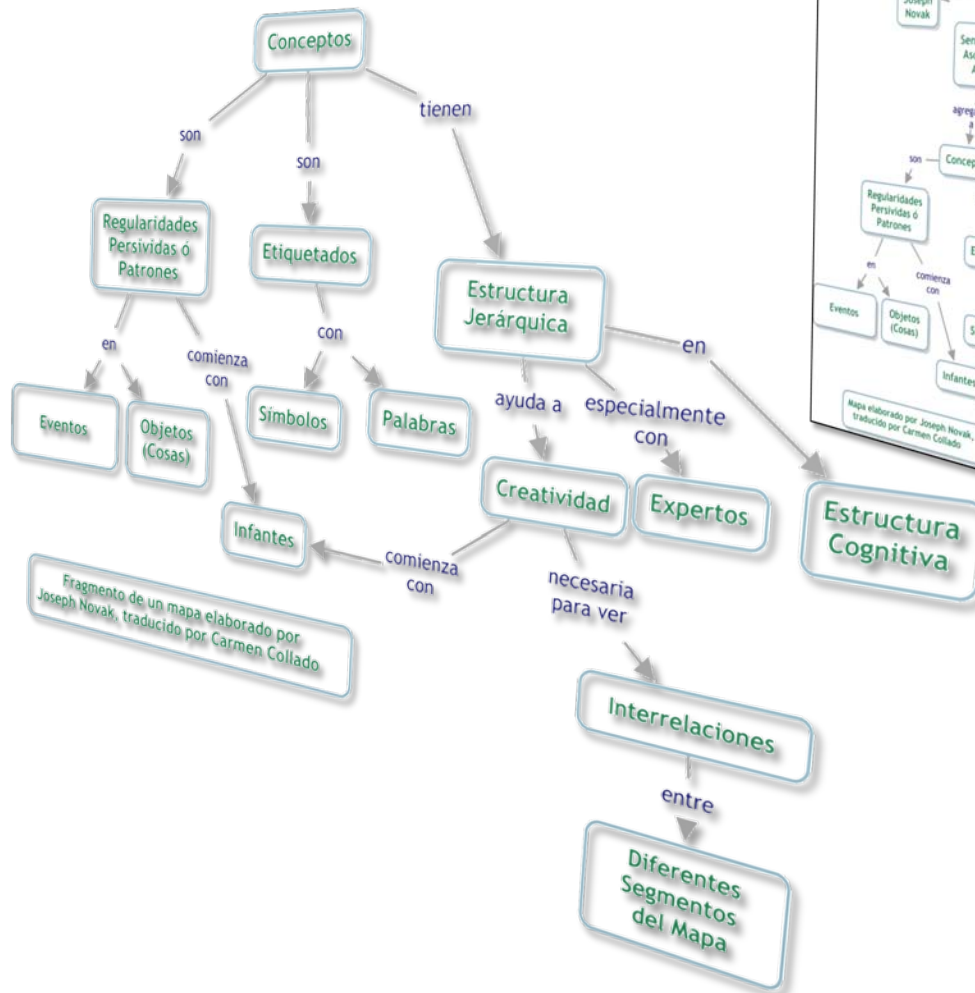 Conceptos
son
son
tienen
Regularidades
Persividas ó
Patrones
Etiquetados
Estructura
Jerárquica
en
comienza
con
con
ayuda a
especialmente
con
en
Eventos
Objetos
(Cosas)
Símbolos
Palabras
Creatividad
Expertos
Estructura
Cognitiva
Infantes
comienza
con
necesaria
para ver
Fragmento de un mapa elaborado por
Joseph Novak, traducido por Carmen Collado
Interrelaciones
entre
Diferentes
Segmentos
del Mapa
Joseph
Novak
a
son
Regularidades
Persividas ó
Patrones
en
comienza
con
Eventos
Objetos
(Cosas)
Infantes
Mapa elaborado por Joseph Novak,
traducido por Carmen Collado